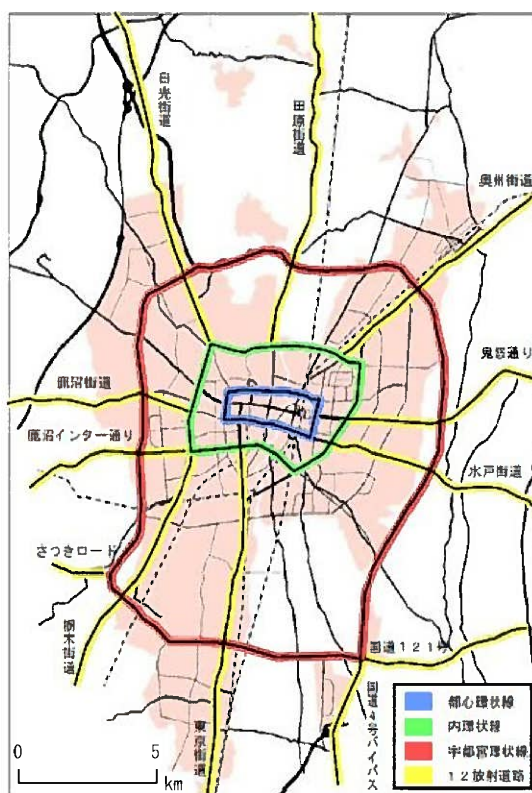 日光街道
田原街道
奥州街道
鬼怒通り
鹿沼街道
鹿沼インター通り
水戸街道
さつきロード
栃木街道
国道121号
国道4号バイパス
東京街道
0 5
km
都心環状線
内環状線
宇都宮環状線
12放射道路